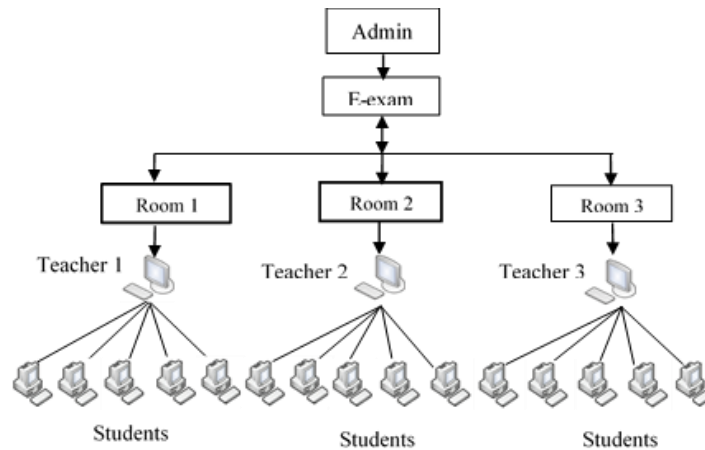 Admin
E-exam
Room 1
Room 2
Room 3
Teacher 1
Teacher 2
Teacher 3
Students
Students
Students